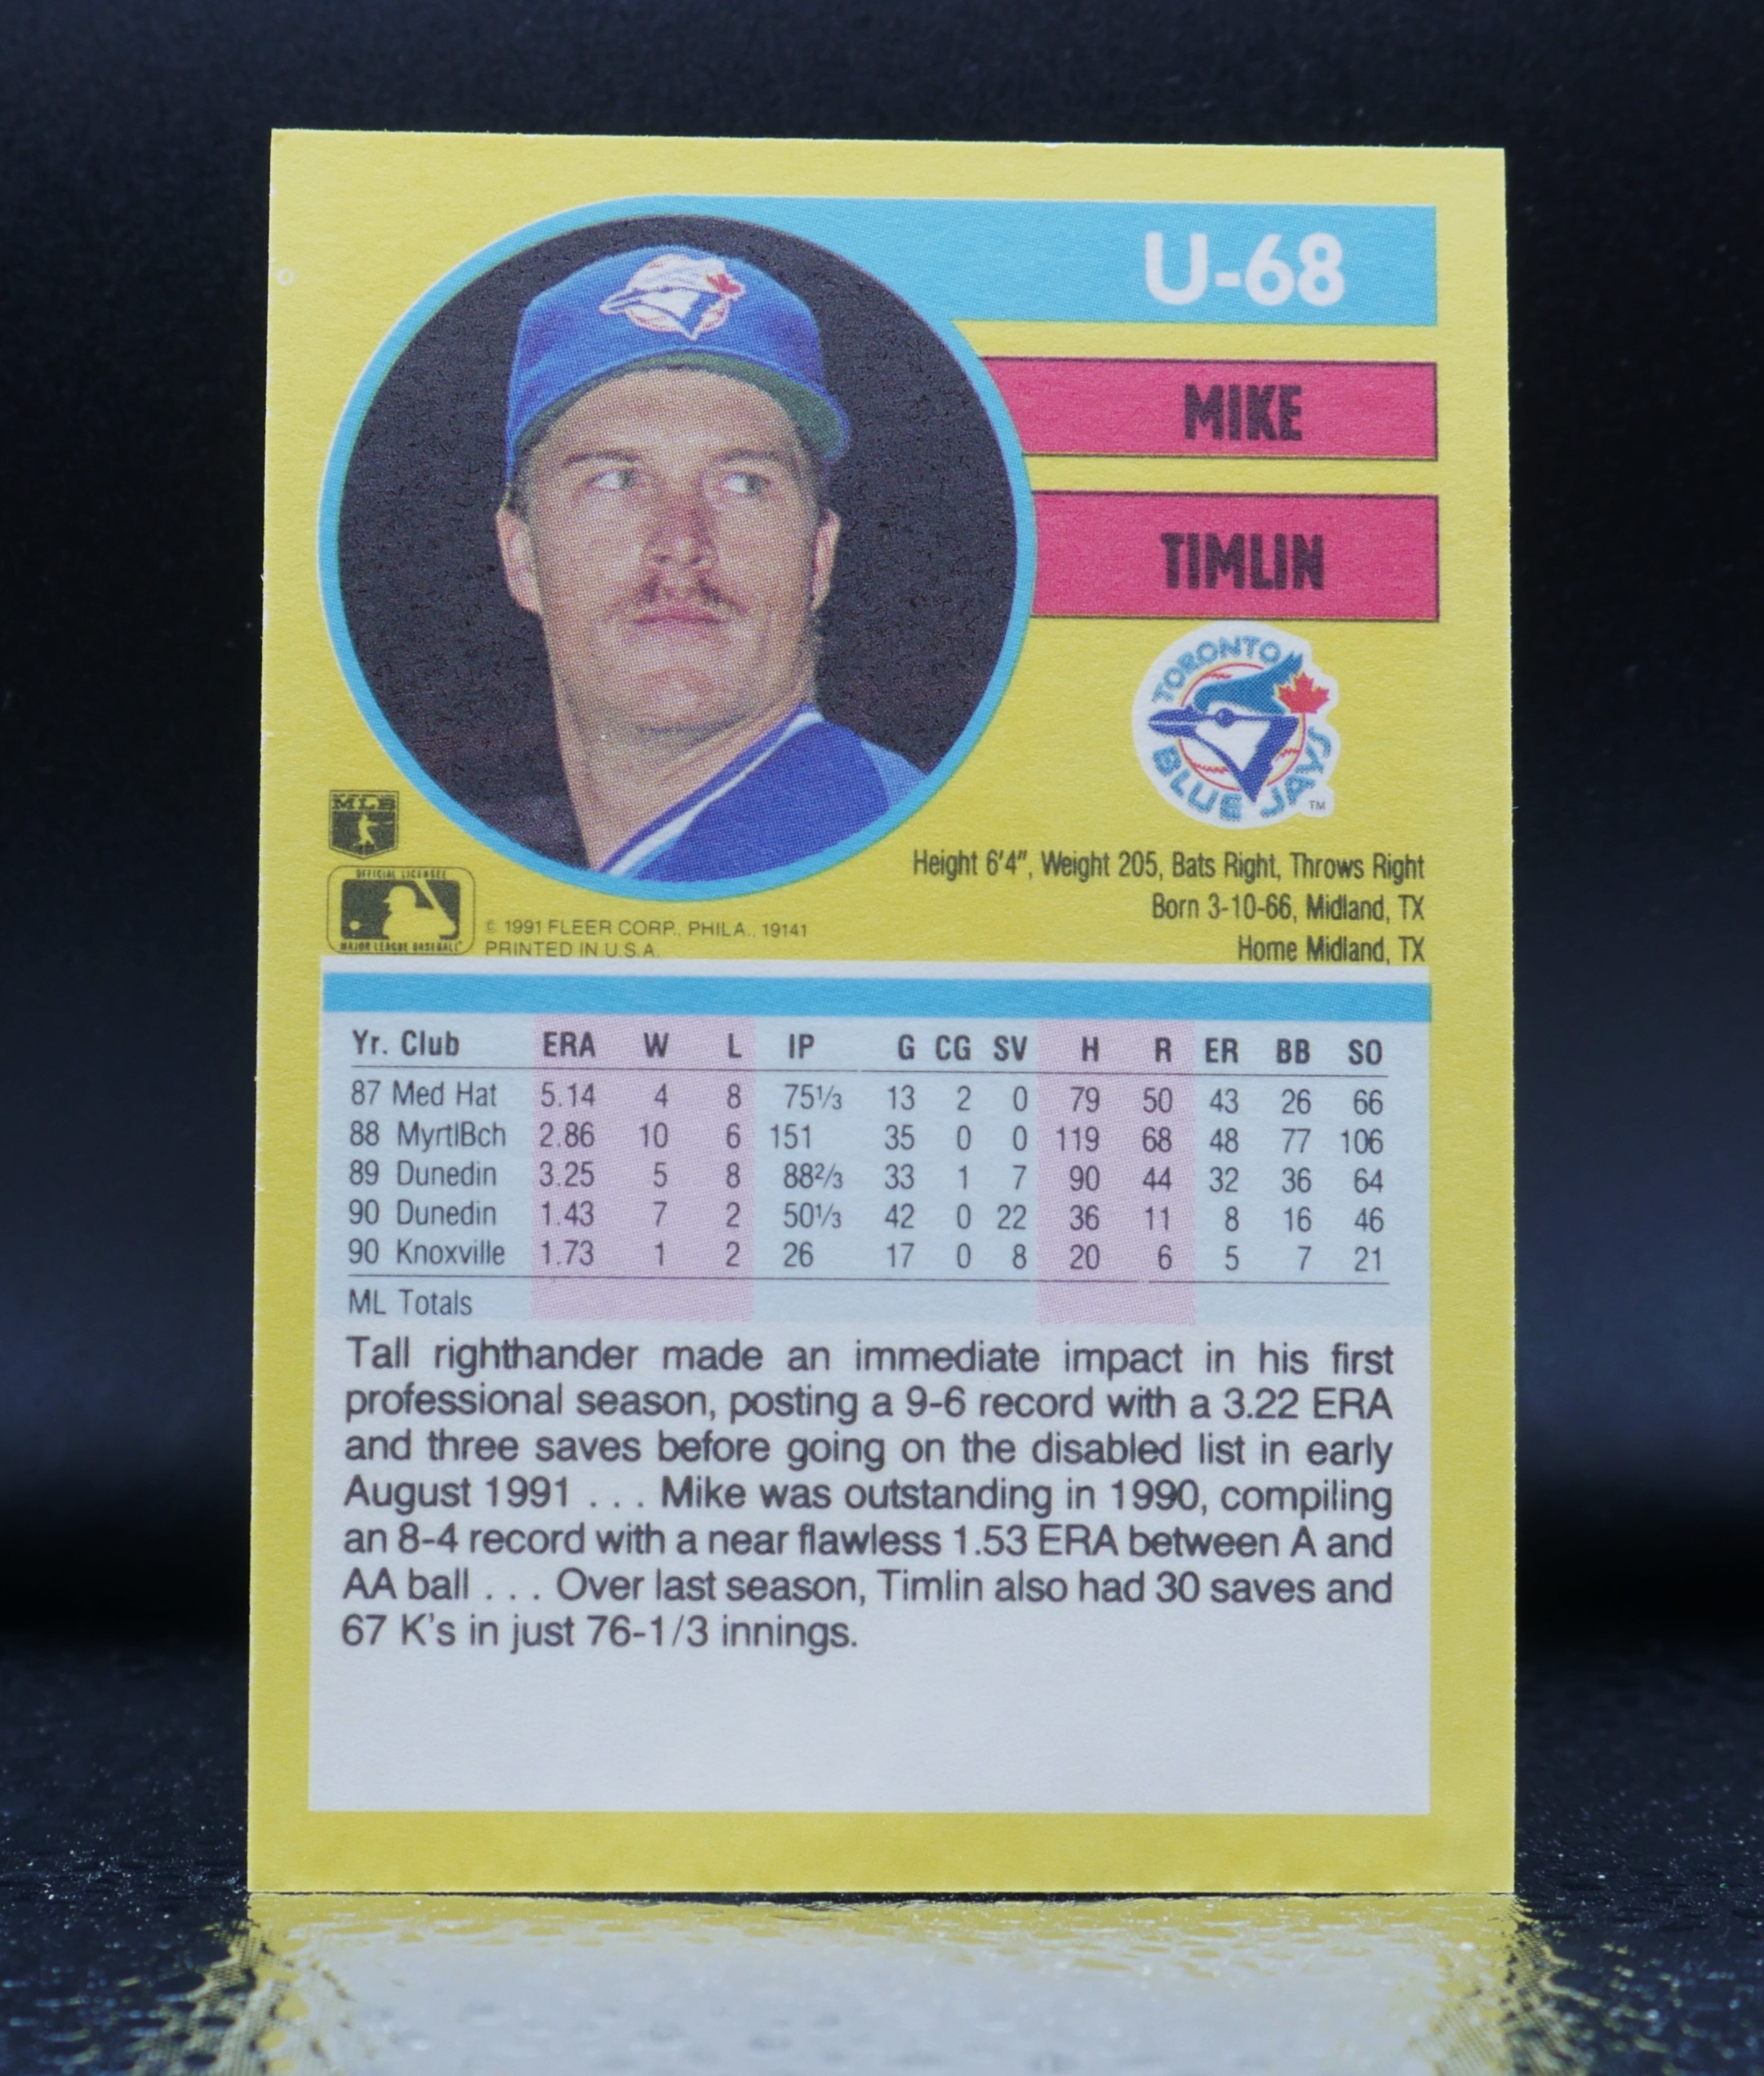 U-68
MIKE
TIMLIN
TORONTO
BLUE JAYS
TM
MLB
OFFICIAL LICENSEE
MAJOR LEAGUE BASEBALL
© 1991 FLEER CORP., PHILA., 19141
PRINTED IN U.S.A.
Height 6'4", Weight 205, Bats Right, Throws Right
Born 3-10-66, Midland, TX
Home Midland, TX
Yr. Club ERA W L IP G CG SV H R ER BB SO
87 Med Hat 5.14 4 8 75⅓ 13 2 0 79 50 43 26 66
88 MyrtlBch 2.86 10 6 151 35 0 0 119 68 48 77 106
89 Dunedin 3.25 5 8 88⅔ 33 1 7 90 44 32 36 64
90 Dunedin 1.43 7 2 50⅓ 42 0 22 36 11 8 16 46
90 Knoxville 1.73 1 2 26 17 0 8 20 6 5 7 21
ML Totals
Tall righthander made an immediate impact in his first
professional season, posting a 9-6 record with a 3.22 ERA
and three saves before going on the disabled list in early
August 1991 . . . Mike was outstanding in 1990, compiling
an 8-4 record with a near flawless 1.53 ERA between A and
AA ball . . . Over last season, Timlin also had 30 saves and
67 K's in just 76-1/3 innings.